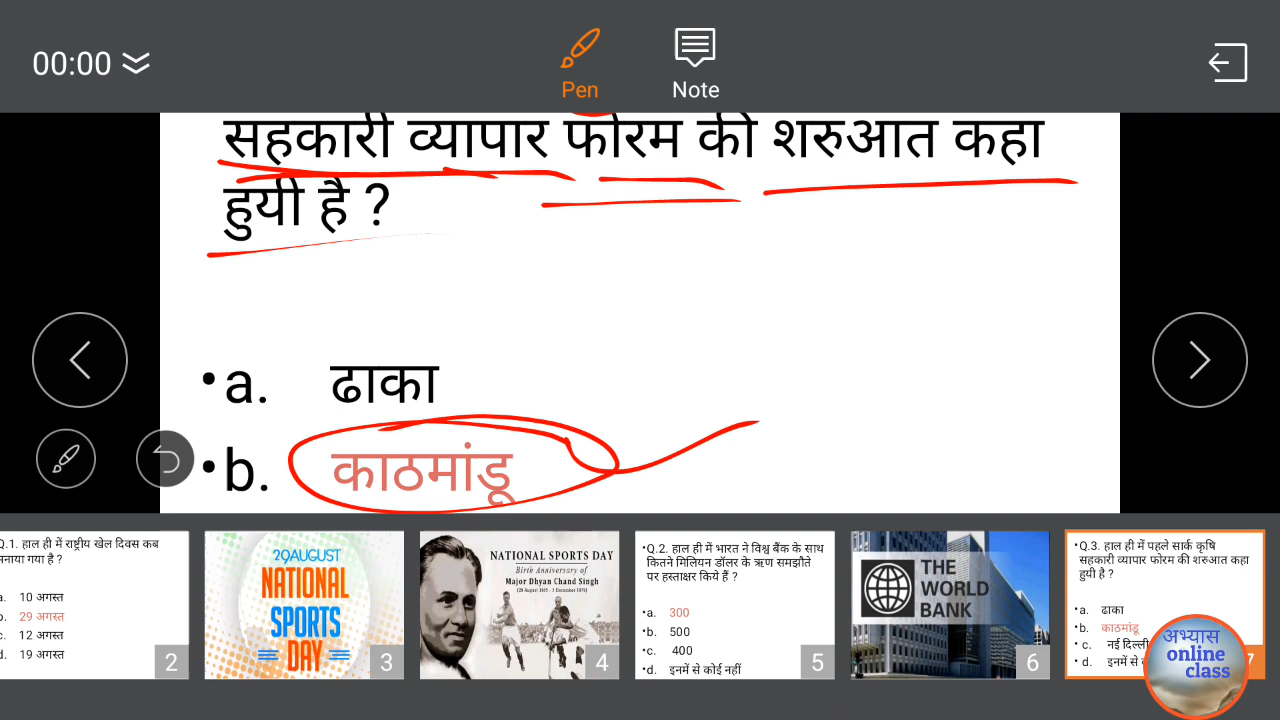 00:00
Pen
Note
सहकारी व्यापार फोरम की शरुआत कहा
हुयी है ?
•a. ढाका
•b. काठमांडू
Q.1. हाल ही में राष्ट्रीय खेल दिवस कब
मनाया गया है ?
a. 10 अगस्त
b. 29 अगस्त
c. 12 अगस्त
d. 19 अगस्त
2
29AUGUST
NATIONAL
SPORTS
DAY
3
NATIONAL SPORTS DAY
Birth Anniversary of
Major Dhyan Chand Singh
4
•Q.2. हाल ही में भारत ने विश्व बैंक के साथ
कितने मिलियन डॉलर के ऋण समझौते
पर हस्ताक्षर किये हैं ?
•a. 300
•b. 500
•c. 400
•d. इनमें से कोई नहीं
5
THE
WORLD
BANK
6
•Q.3. हाल ही में पहले सार्क कृषि
सहकारी व्यापार फोरम की शरुआत कहा
हुयी है ?
•a. ढाका
•b. काठमांडू
• c. नई दिल्ली
• d. इनमें से
7
अभ्यास
online
class